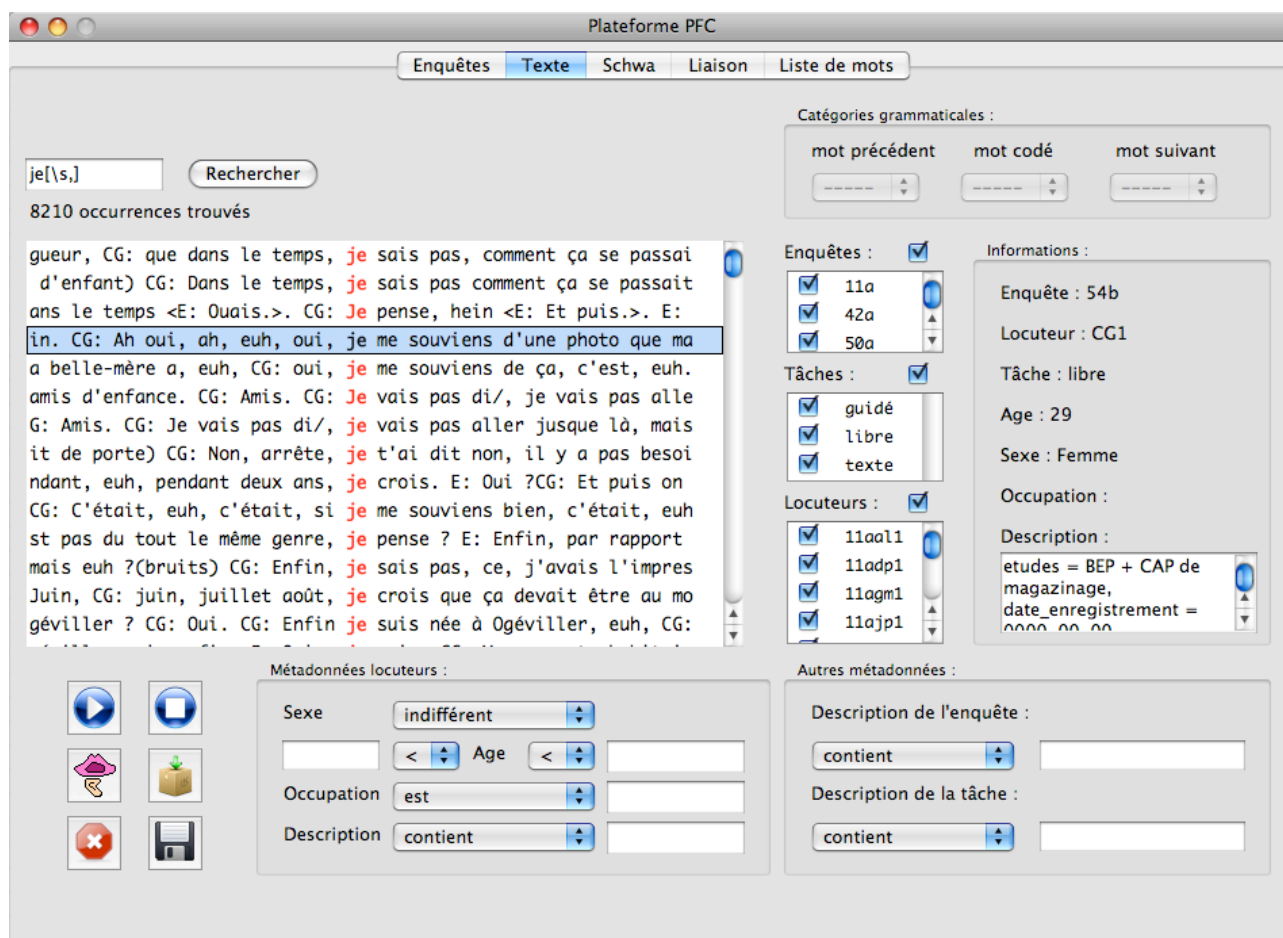 Plateforme PFC
Enquêtes Texte Schwa Liaison Liste de mots
Catégories grammaticales :
mot précédent mot codé mot suivant
----- ----- -----
je[\s,] Rechercher
8210 occurrences trouvés
gueur, CG: que dans le temps, je sais pas, comment ça se passai
d'enfant) CG: Dans le temps, je sais pas comment ça se passait
ans le temps <E: Ouais.>. CG: Je pense, hein <E: Et puis.>. E:
in. CG: Ah oui, ah, euh, oui, je me souviens d'une photo que ma
a belle-mère a, euh, CG: oui, je me souviens de ça, c'est, euh.
amis d'enfance. CG: Amis. CG: Je vais pas di/, je vais pas alle
G: Amis. CG: Je vais pas di/, je vais pas aller jusque là, mais
it de porte) CG: Non, arrête, je t'ai dit non, il y a pas besoi
ndant, euh, pendant deux ans, je crois. E: Oui ?CG: Et puis on
CG: C'était, euh, c'était, si je me souviens bien, c'était, euh
st pas du tout le même genre, je pense ? E: Enfin, par rapport
mais euh ?(bruits) CG: Enfin, je sais pas, ce, j'avais l'impres
Juin, CG: juin, juillet août, je crois que ça devait être au mo
géviller ? CG: Oui. CG: Enfin je suis née à Ogéviller, euh, CG:
Enquêtes :
11a
42a
50a
Tâches :
guidé
libre
texte
Locuteurs :
11aal1
11adp1
11agm1
11ajp1
Informations :
Enquête : 54b
Locuteur : CG1
Tâche : libre
Age : 29
Sexe : Femme
Occupation :
Description :
etudes = BEP + CAP de
magazinage,
date_enregistrement =
0000-00-00
Métadonnées locuteurs :
Sexe indifférent
< Age <
Occupation est
Description contient
Autres métadonnées :
Description de l'enquête :
contient
Description de la tâche :
contient